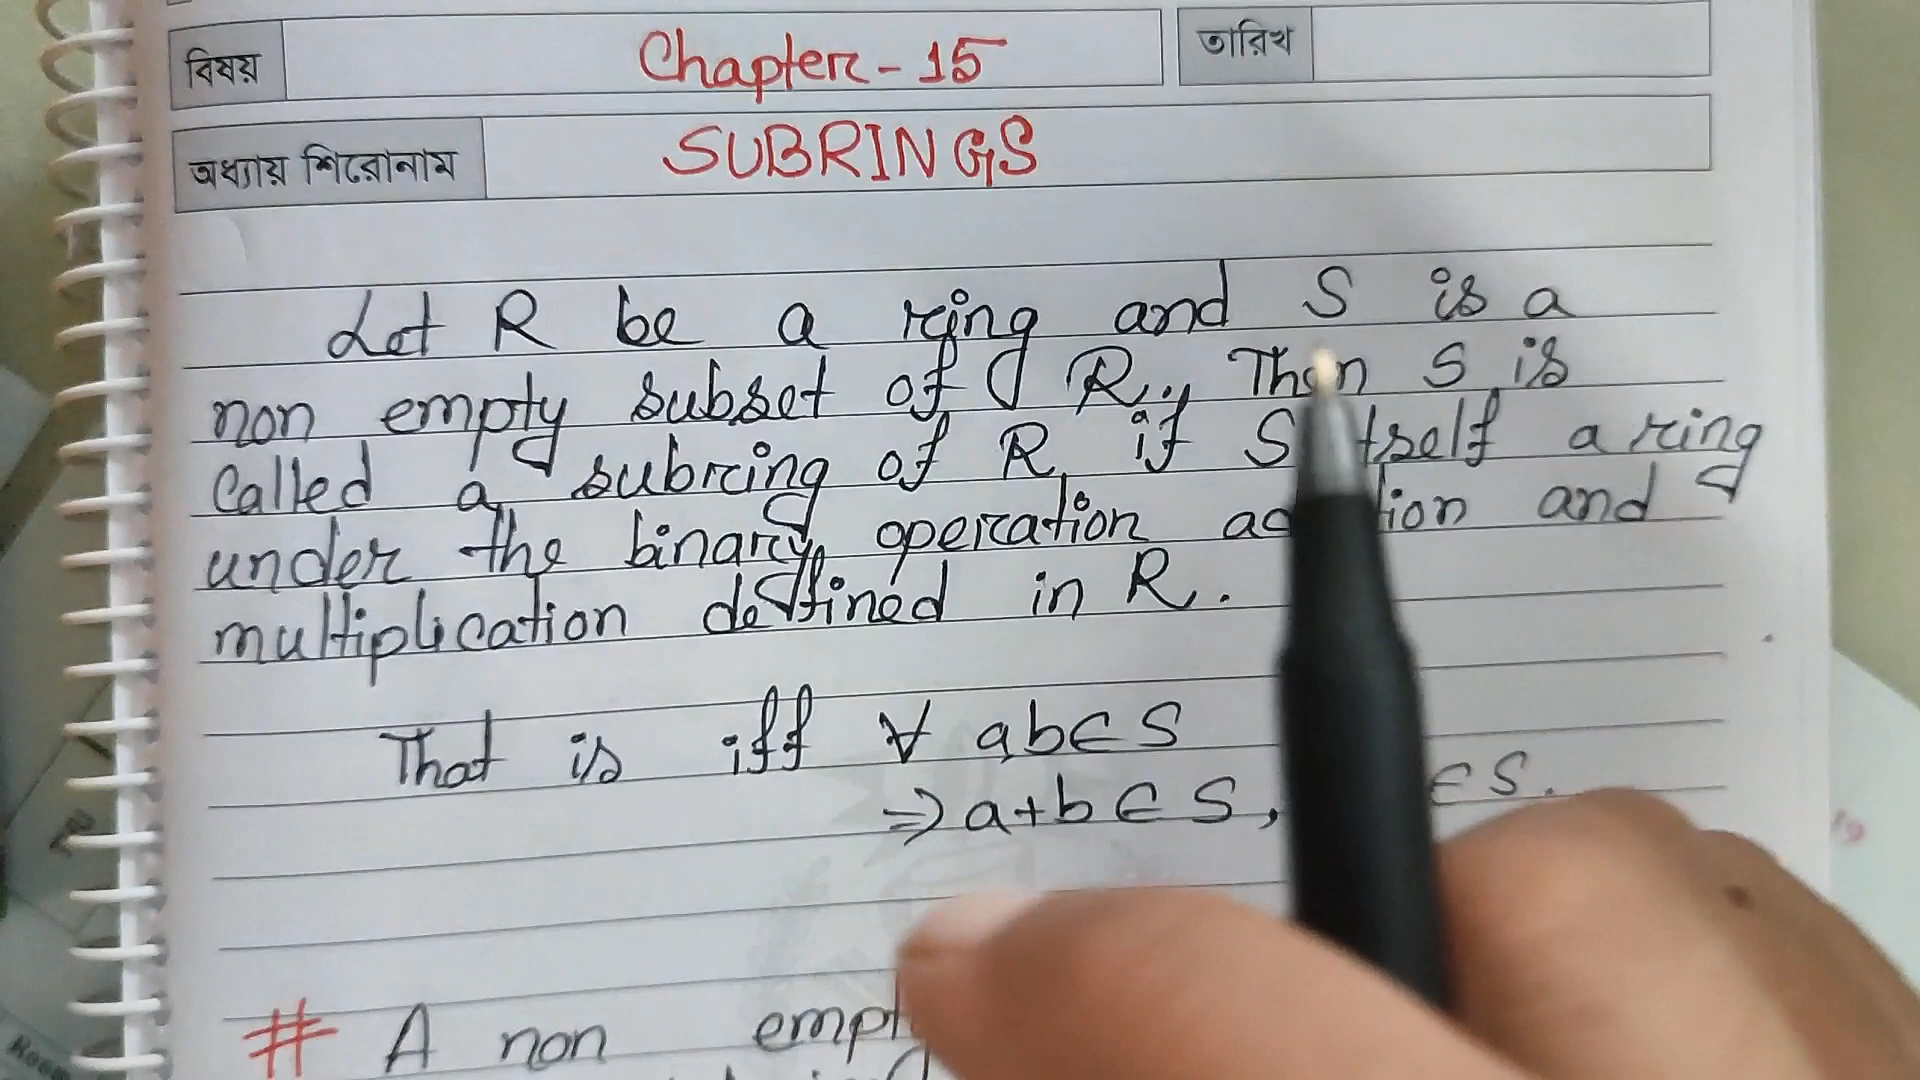 বিষয় Chapter-15 তারিখ
অধ্যায় শিরোনাম SUBRINGS
Let R be a ring and S is a
non empty subset of R. Then S is
called a subring of R, if S itself a ring
under the binary operation addition and
multiplication defined in R.
That is iff ∀ a,b∈S
⇒ a+b∈S, ∈S.
# A non